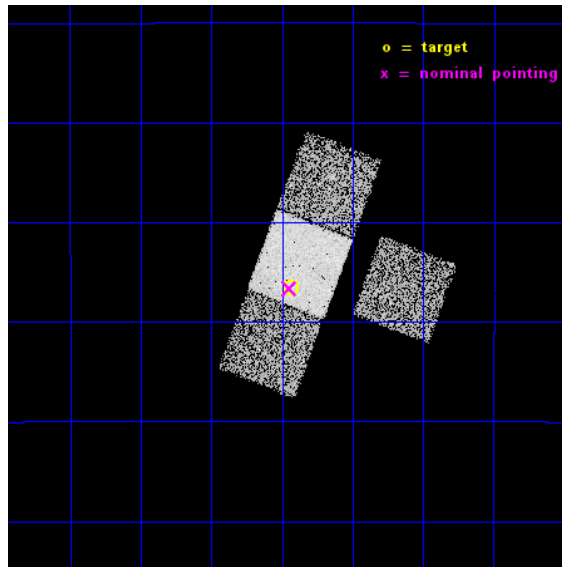 o = target
x = nominal pointing